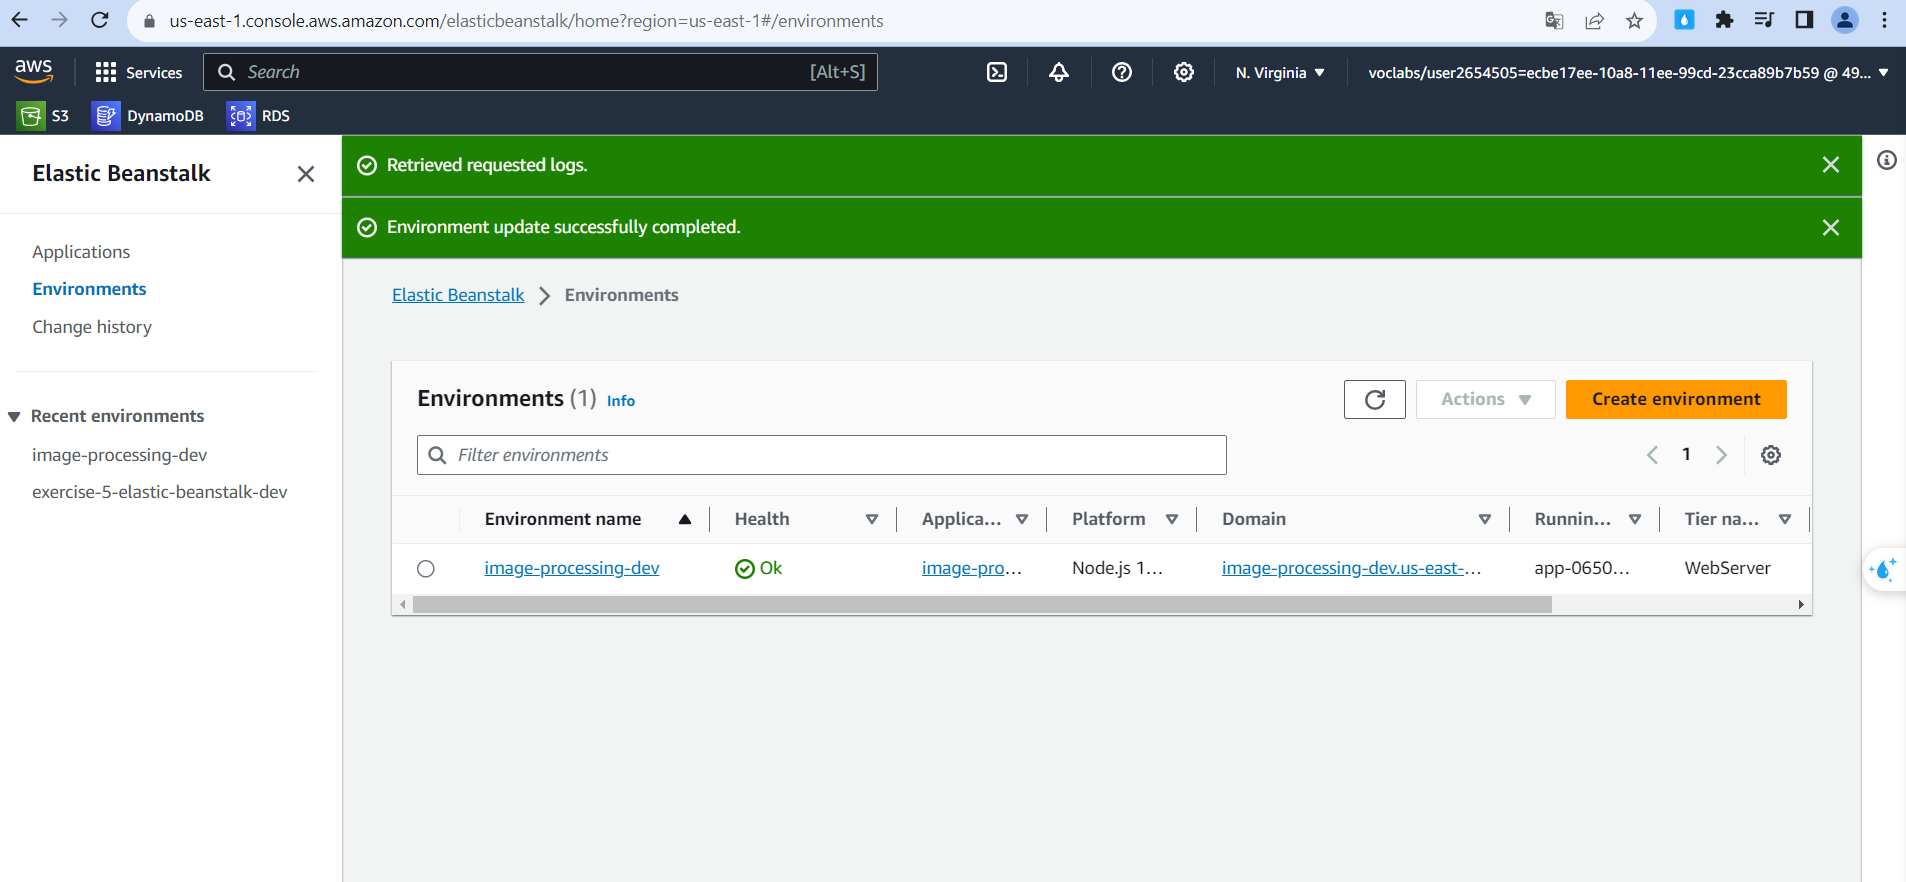 us-east-1.console.aws.amazon.com/elasticbeanstalk/home?region=us-east-1#/environments
aws
Services
Search
[Alt+S]
N. Virginia
voclabs/user2654505=ecbe17ee-10a8-11ee-99cd-23cca89b7b59 @ 49...
S3
DynamoDB
RDS
Elastic Beanstalk
Applications
Environments
Change history
Recent environments
image-processing-dev
exercise-5-elastic-beanstalk-dev
Retrieved requested logs.
Environment update successfully completed.
Elastic Beanstalk > Environments
Environments (1) Info
Actions
Create environment
Filter environments
1
Environment name Health Applica... Platform Domain Runnin... Tier na...
image-processing-dev Ok image-pro... Node.js 1... image-processing-dev.us-east-... app-0650... WebServer